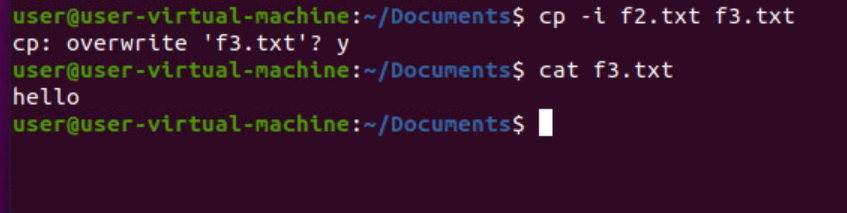 user@user-virtual-machine:~/Documents$ cp -i f2.txt f3.txt
cp: overwrite 'f3.txt'? y
user@user-virtual-machine:~/Documents$ cat f3.txt
hello
user@user-virtual-machine:~/Documents$